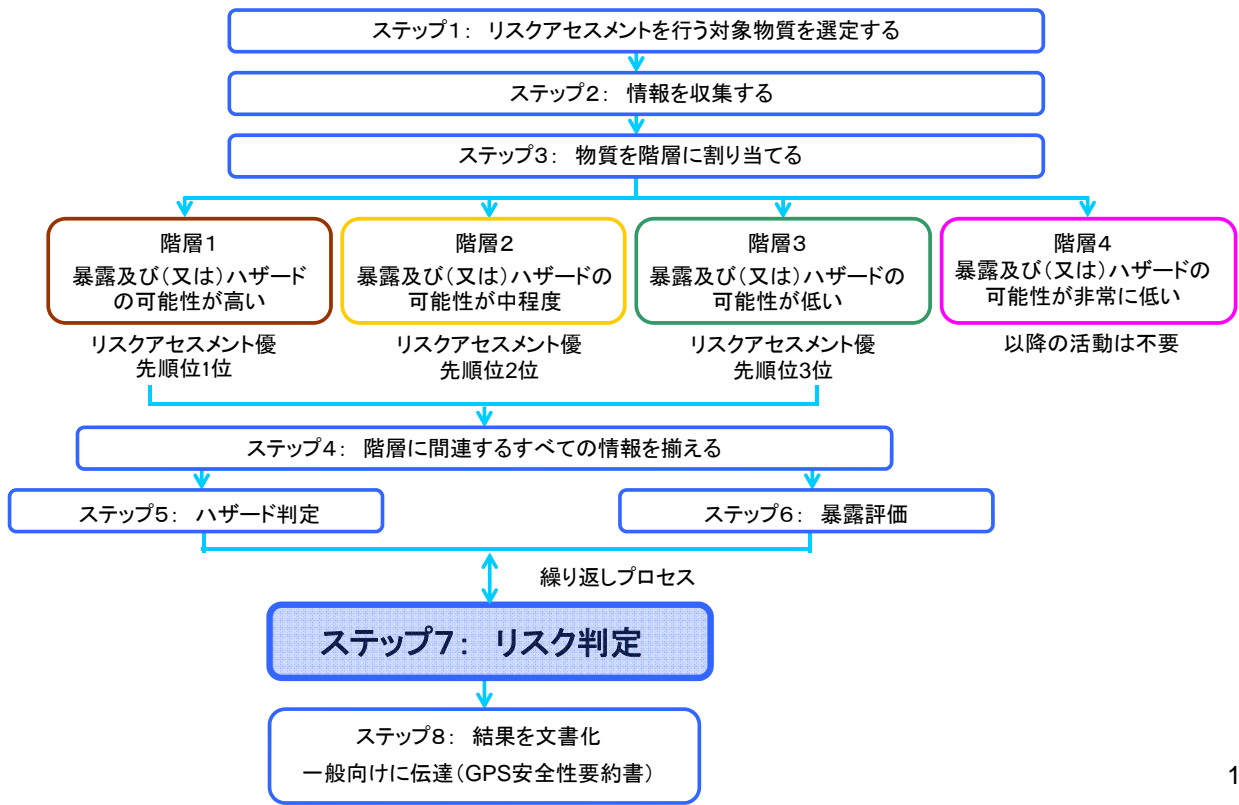 ステップ1： リスクアセスメントを行う対象物質を選定する
ステップ2： 情報を収集する
ステップ3： 物質を階層に割り当てる
階層1
暴露及び（又は）ハザード
の可能性が高い
階層2
暴露及び（又は）ハザードの
可能性が中程度
階層3
暴露及び（又は）ハザードの
可能性が低い
階層4
暴露及び（又は）ハザードの
可能性が非常に低い
リスクアセスメント優
先順位1位
リスクアセスメント優
先順位2位
リスクアセスメント優
先順位3位
以降の活動は不要
ステップ4： 階層に間連するすべての情報を揃える
ステップ5： ハザード判定
ステップ6： 暴露評価
繰り返しプロセス
ステップ7： リスク判定
ステップ8： 結果を文書化
一般向けに伝達（GPS安全性要約書）
1